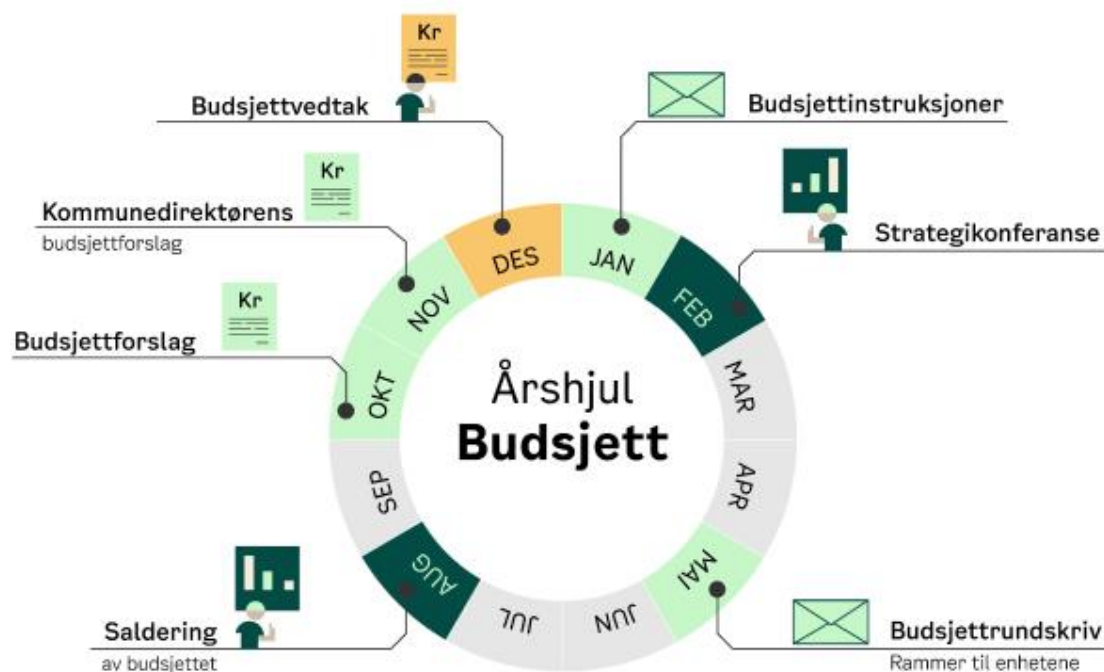 Kr
Budsjettvedtak
Budsjettinstruksjoner
Kr
Kommunedirektørens
budsjettforslag
Strategikonferanse
Kr
Budsjettforslag
DES
JAN
NOV
FEB
OKT
MAR
Årshjul
Budsjett
SEP
APR
AUG
MAI
JUL
JUN
Saldering
av budsjettet
Budsjettrundskriv
Rammer til enhetene